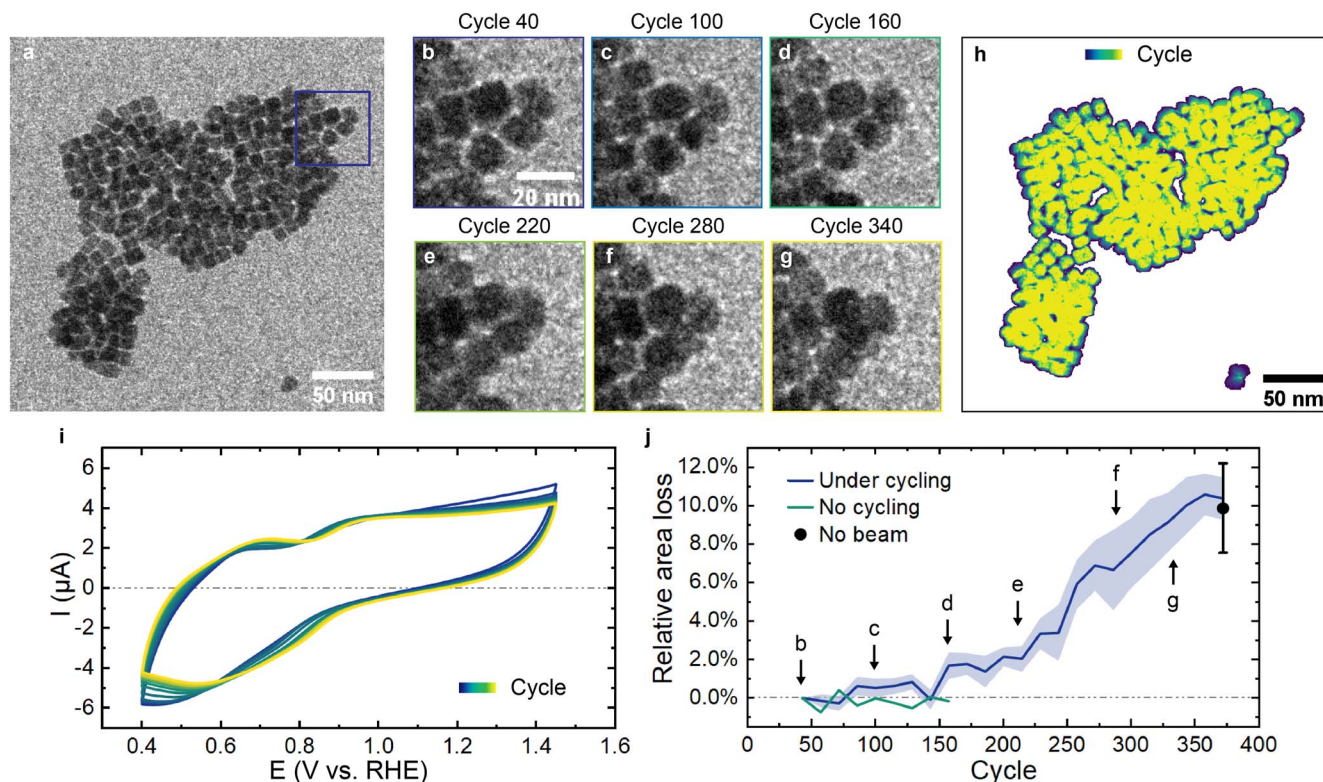 Cycle 40
Cycle 100
Cycle 160
a
b
c
d
h
Cycle
20 nm
Cycle 220
Cycle 280
Cycle 340
e
f
g
50 nm
50 nm
i
6
4
2
0
-2
-4
-6
I (µA)
Cycle
0.4
0.6
0.8
1.0
1.2
1.4
1.6
E (V vs. RHE)
j
12.0%
10.0%
8.0%
6.0%
4.0%
2.0%
0.0%
Relative area loss
Under cycling
No cycling
No beam
b
c
d
e
f
g
0
50
100
150
200
250
300
350
400
Cycle